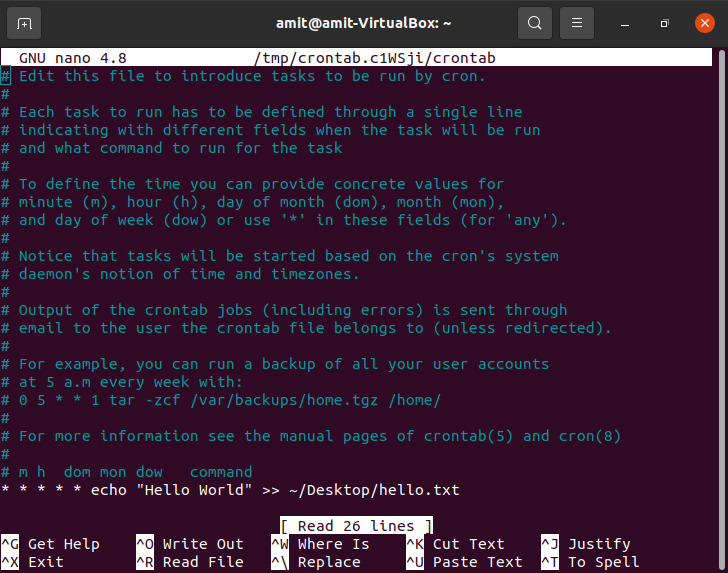 amit@amit-VirtualBox: ~
GNU nano 4.8 /tmp/crontab.c1WSji/crontab
# Edit this file to introduce tasks to be run by cron.
#
# Each task to run has to be defined through a single line
# indicating with different fields when the task will be run
# and what command to run for the task
#
# To define the time you can provide concrete values for
# minute (m), hour (h), day of month (dom), month (mon),
# and day of week (dow) or use '*' in these fields (for 'any').
#
# Notice that tasks will be started based on the cron's system
# daemon's notion of time and timezones.
#
# Output of the crontab jobs (including errors) is sent through
# email to the user the crontab file belongs to (unless redirected).
#
# For example, you can run a backup of all your user accounts
# at 5 a.m every week with:
# 0 5 * * 1 tar -zcf /var/backups/home.tgz /home/
#
# For more information see the manual pages of crontab(5) and cron(8)
#
# m h  dom mon dow   command
* * * * * echo "Hello World" >> ~/Desktop/hello.txt
[ Read 26 lines ]
^G Get Help ^O Write Out ^W Where Is ^K Cut Text ^J Justify
^X Exit ^R Read File ^\ Replace ^U Paste Text ^T To Spell